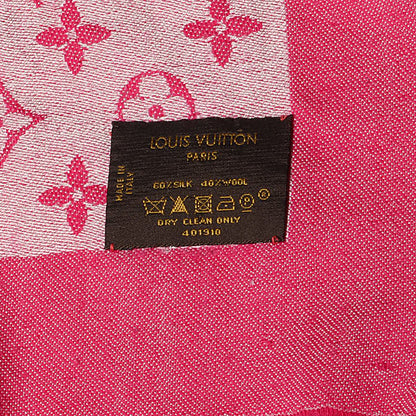 LOUIS VUITTON
PARIS
MADE IN
ITALY
60%SILK 40%WOOL
DRY CLEAN ONLY
401910